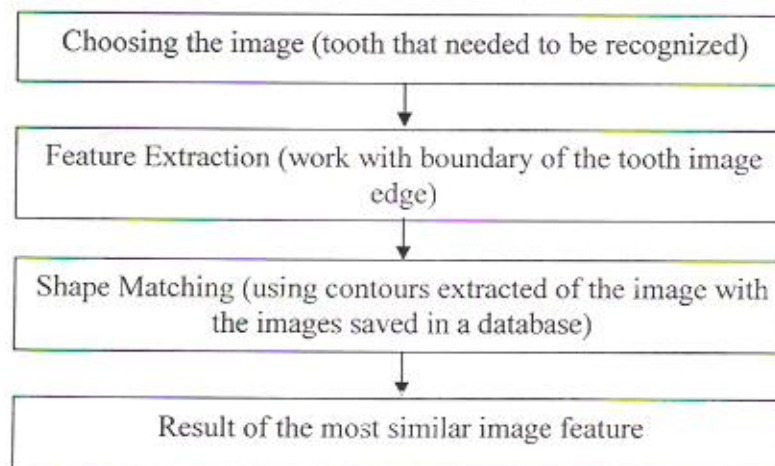 Choosing the image (tooth that needed to be recognized)
Feature Extraction (work with boundary of the tooth image
edge)
Shape Matching (using contours extracted of the image with
the images saved in a database)
Result of the most similar image feature